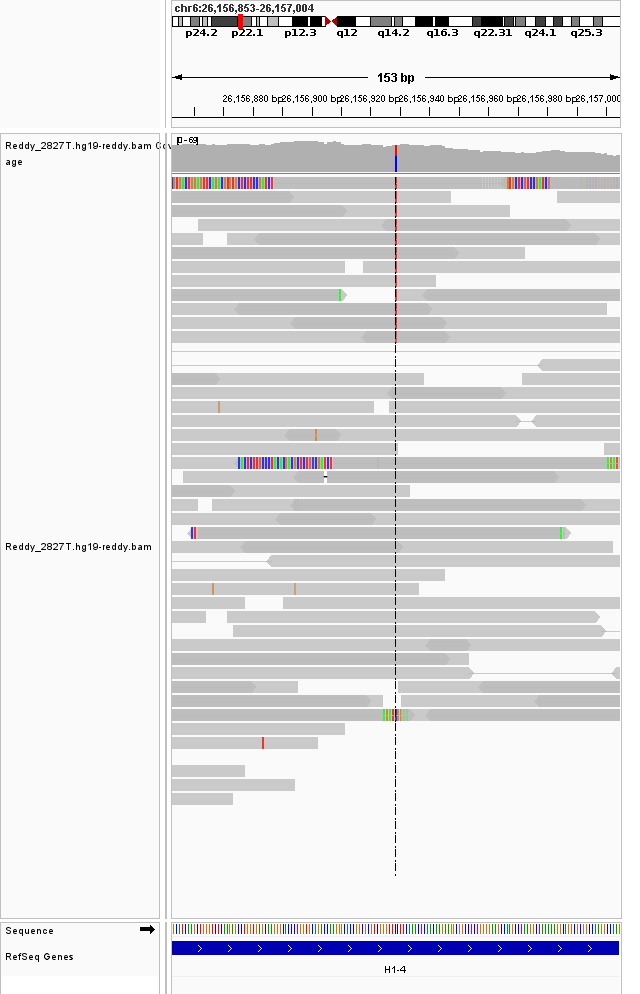 chr6:26,156,853-26,157,004
p24.2 p22.1 p12.3 q12 q14.2 q16.3 q22.31 q24.1 q25.3
153 bp
26,156,880 bp 26,156,900 bp 26,156,920 bp 26,156,940 bp 26,156,960 bp 26,156,980 bp 26,157,000
Reddy_2827T.hg19-reddy.bam Cov
age
[0-69]
Reddy_2827T.hg19-reddy.bam
Sequence
RefSeq Genes
H1-4